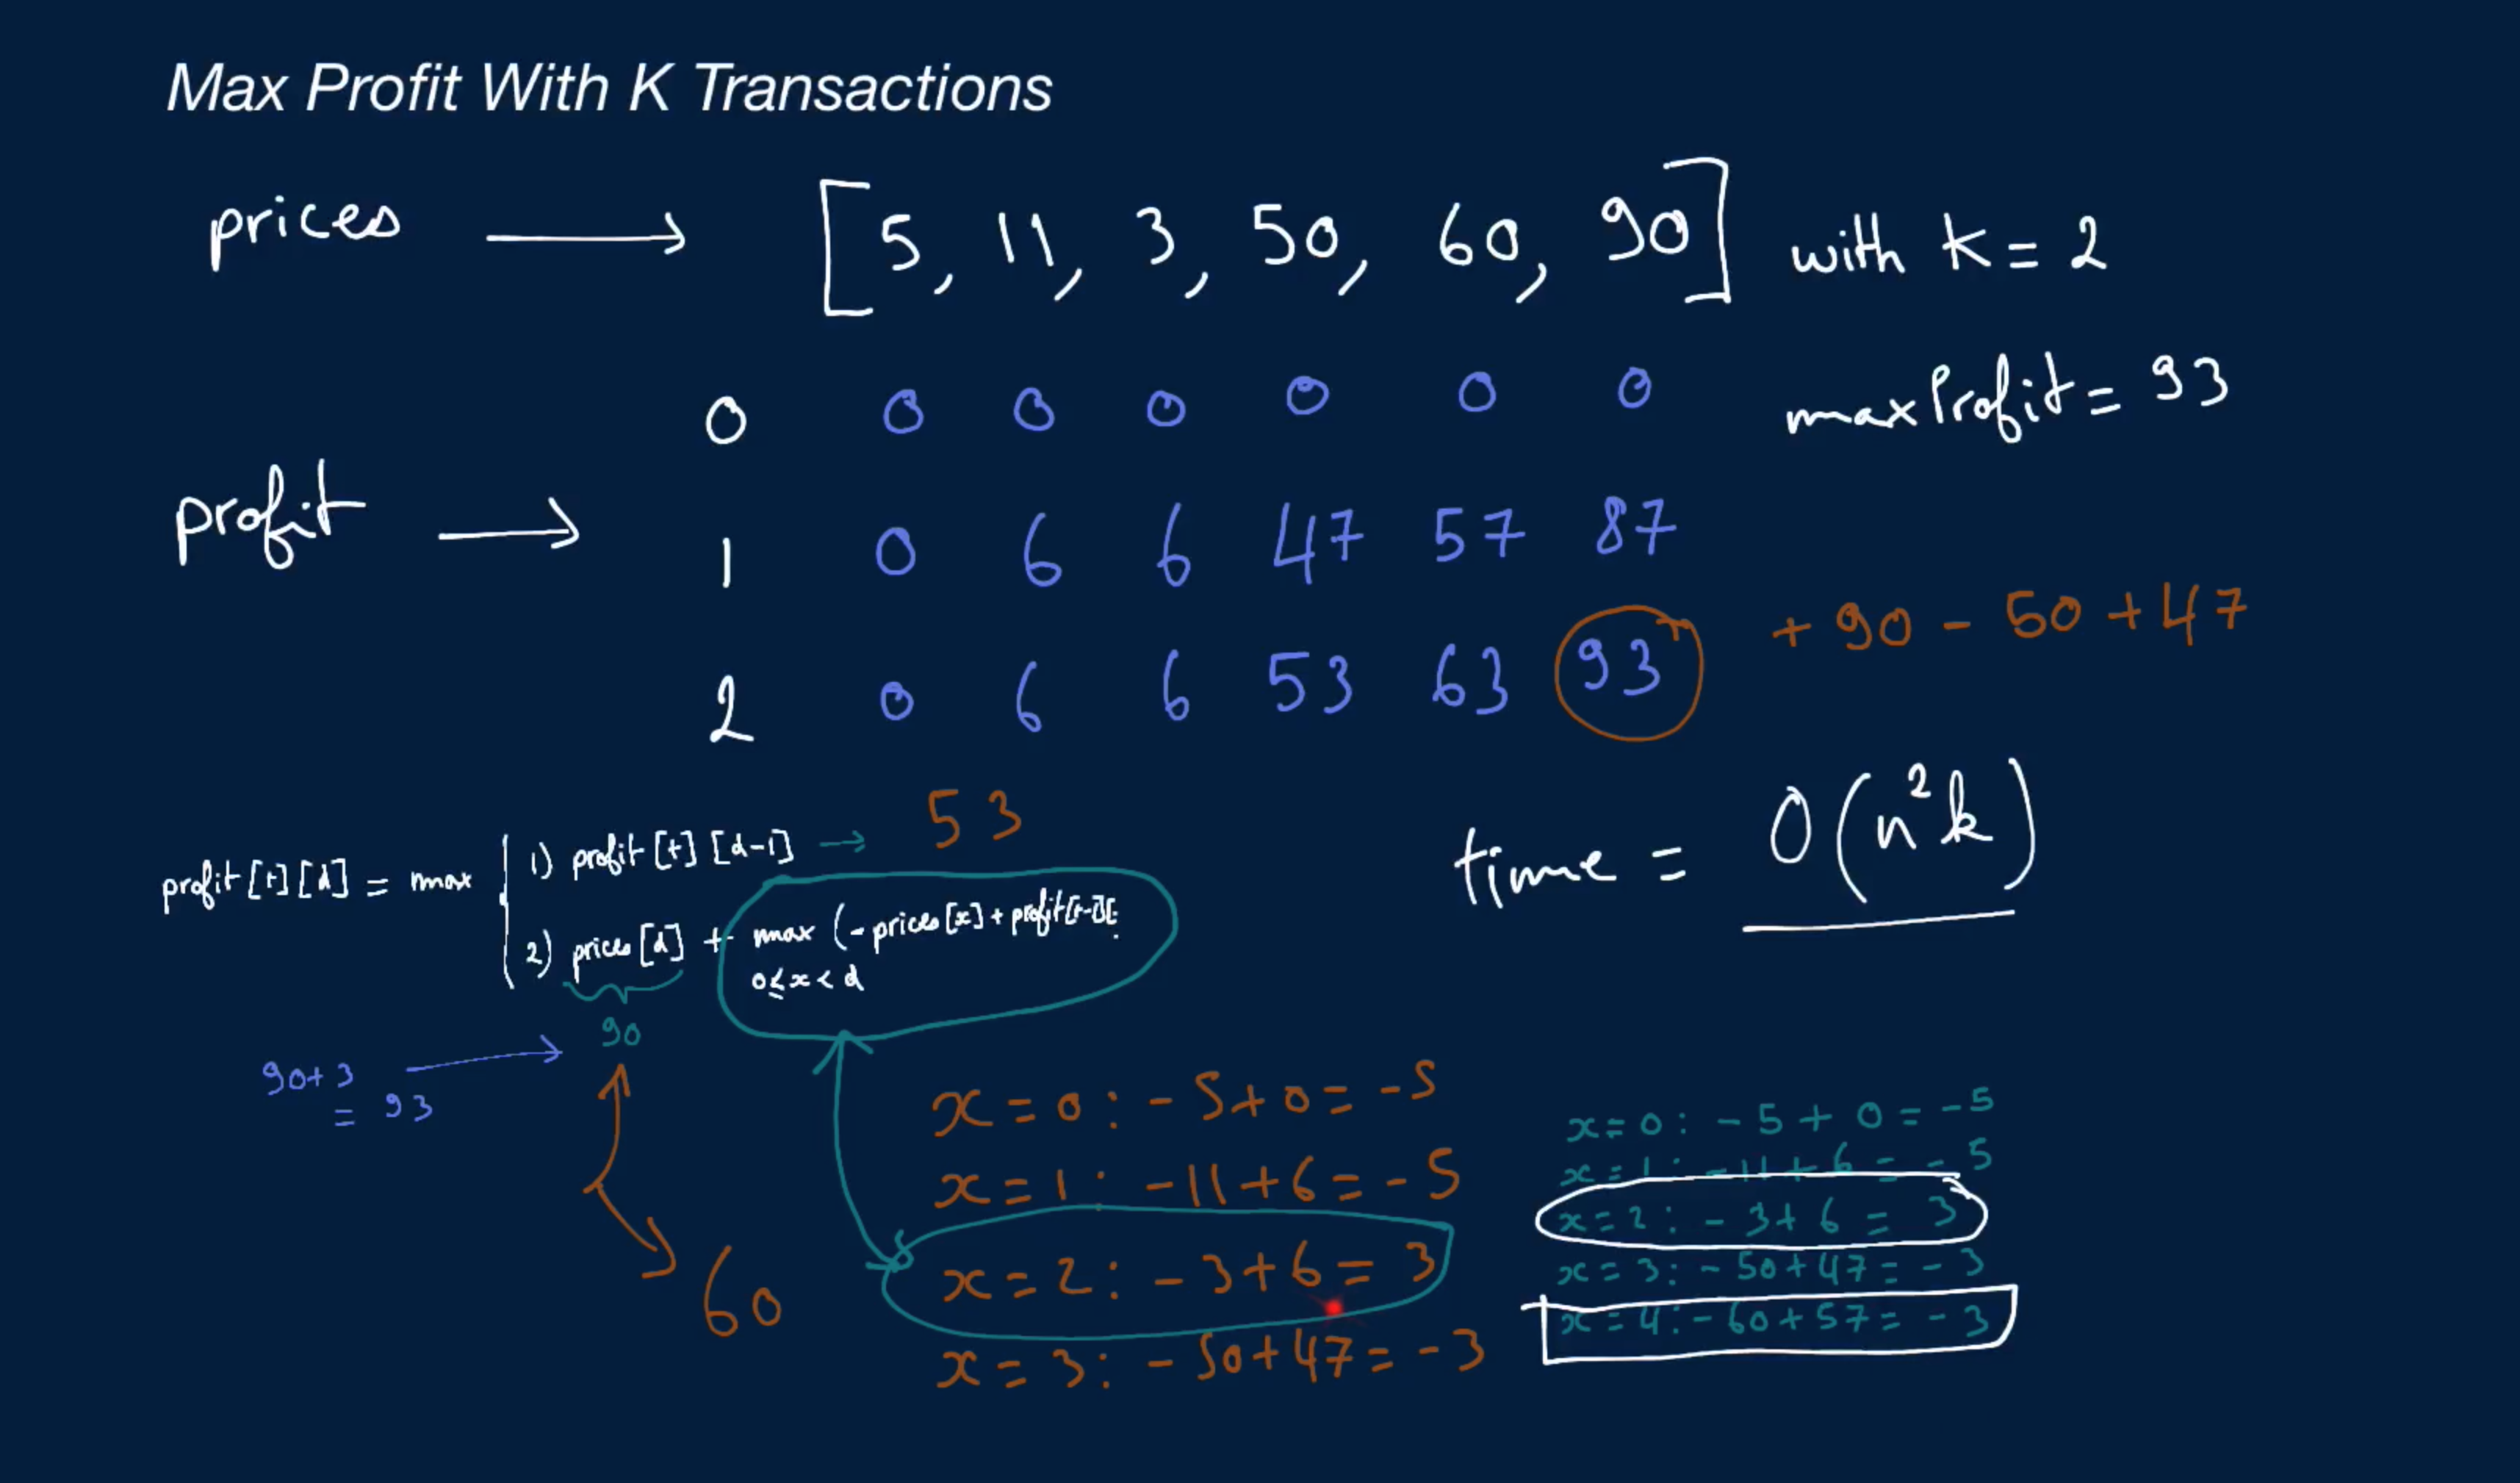 Max Profit With K Transactions
prices → [5, 11, 3, 50, 60, 90] with k = 2
0 0 0 0 0 0 0 maxProfit = 93
profit →
1 0 6 6 47 57 87
+ 90 - 50 + 47
2 0 6 6 53 63 93
53
time = O(n²k)
profit[t][d] = max { 1) profit[t][d-1] →
2) prices[d] + max (-prices[x] + profit[t-1][
0≤x<d
90
90+3
= 93
60
x = 0 : - 5 + 0 = - 5
x = 1 : - 11 + 6 = - 5
x = 2 : - 3 + 6 = 3
x = 3 : - 50 + 47 = - 3
x = 0 : - 5 + 0 = - 5
x = 1 : - 11 + 6 = - 5
x = 2 : - 3 + 6 = 3
x = 3 : - 50 + 47 = - 3
x = 4 : - 60 + 57 = - 3